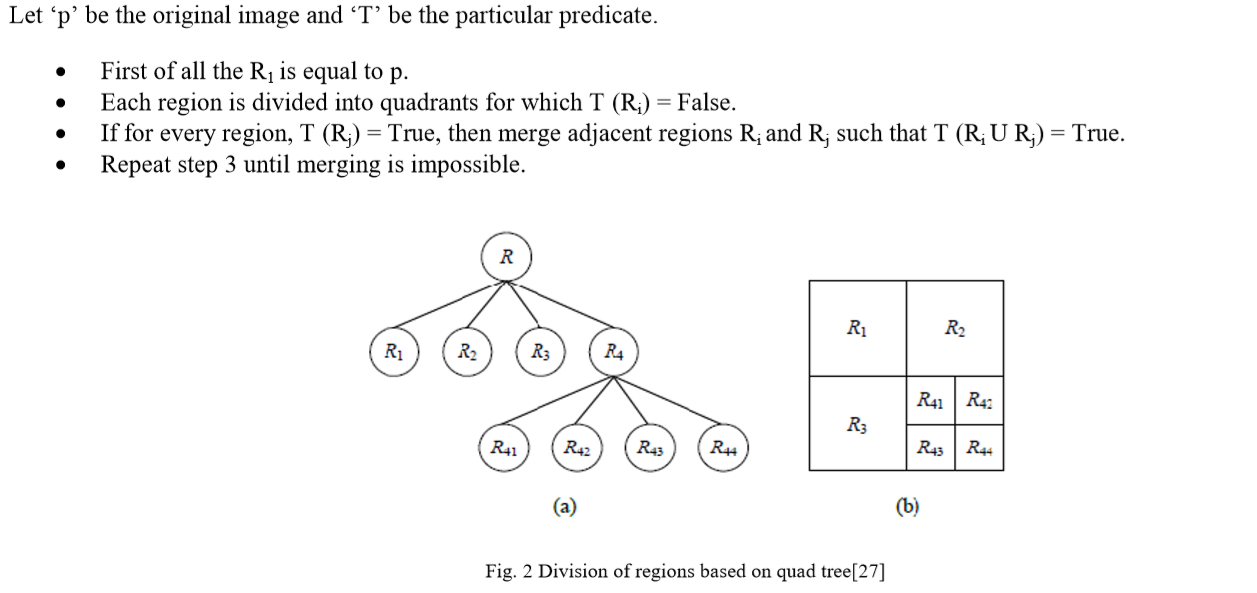 Let ‘p’ be the original image and ‘T’ be the particular predicate.
• First of all the R₁ is equal to p.
• Each region is divided into quadrants for which T (Rᵢ) = False.
• If for every region, T (Rⱼ) = True, then merge adjacent regions Rᵢ and Rⱼ such that T (Rᵢ U Rⱼ) = True.
• Repeat step 3 until merging is impossible.
R
R₁ R₂ R₃ R₄
R₄₁ R₄₂ R₄₃ R₄₄
(a)
R₁ R₂
R₃
R₄₁ R₄₂
R₄₃ R₄₄
(b)
Fig. 2 Division of regions based on quad tree[27]